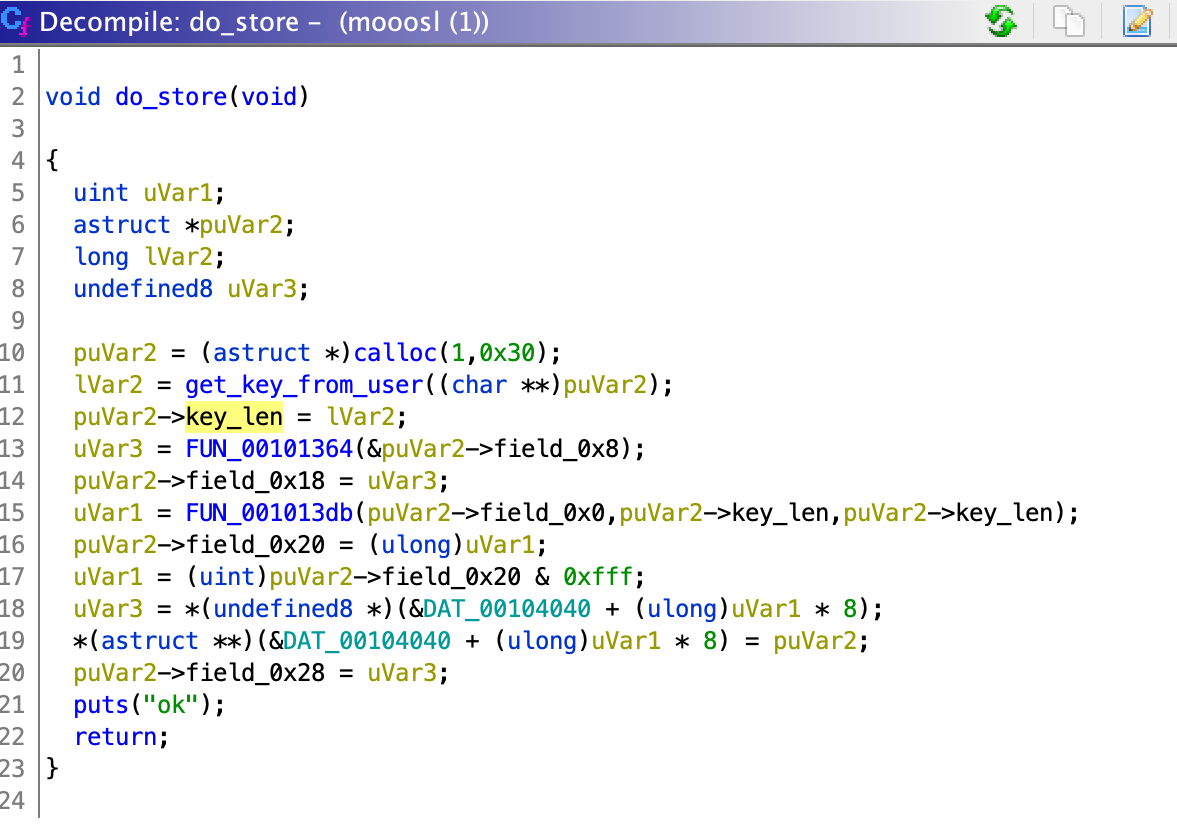 Decompile: do_store – (mooosl (1))
1
2 void do_store(void)
3
4 {
5 uint uVar1;
6 astruct *puVar2;
7 long lVar2;
8 undefined8 uVar3;
9
10 puVar2 = (astruct *)calloc(1,0x30);
11 lVar2 = get_key_from_user((char **)puVar2);
12 puVar2->key_len = lVar2;
13 uVar3 = FUN_00101364(&puVar2->field_0x8);
14 puVar2->field_0x18 = uVar3;
15 uVar1 = FUN_001013db(puVar2->field_0x0,puVar2->key_len,puVar2->key_len);
16 puVar2->field_0x20 = (ulong)uVar1;
17 uVar1 = (uint)puVar2->field_0x20 & 0xfff;
18 uVar3 = *(undefined8 *)(&DAT_00104040 + (ulong)uVar1 * 8);
19 *(astruct **)(&DAT_00104040 + (ulong)uVar1 * 8) = puVar2;
20 puVar2->field_0x28 = uVar3;
21 puts("ok");
22 return;
23 }
24